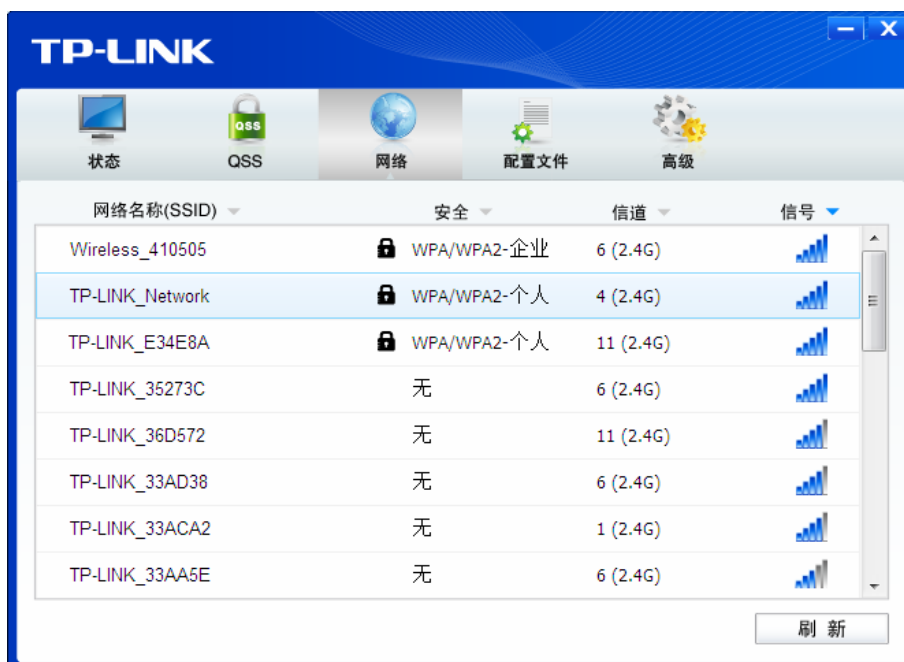 TP-LINK
QSS
状态 QSS 网络 配置文件 高级
网络名称(SSID) 安全 信道 信号
Wireless_410505 WPA/WPA2-企业 6 (2.4G)
TP-LINK_Network WPA/WPA2-个人 4 (2.4G)
TP-LINK_E34E8A WPA/WPA2-个人 11 (2.4G)
TP-LINK_35273C 无 6 (2.4G)
TP-LINK_36D572 无 11 (2.4G)
TP-LINK_33AD38 无 6 (2.4G)
TP-LINK_33ACA2 无 1 (2.4G)
TP-LINK_33AA5E 无 6 (2.4G)
刷 新